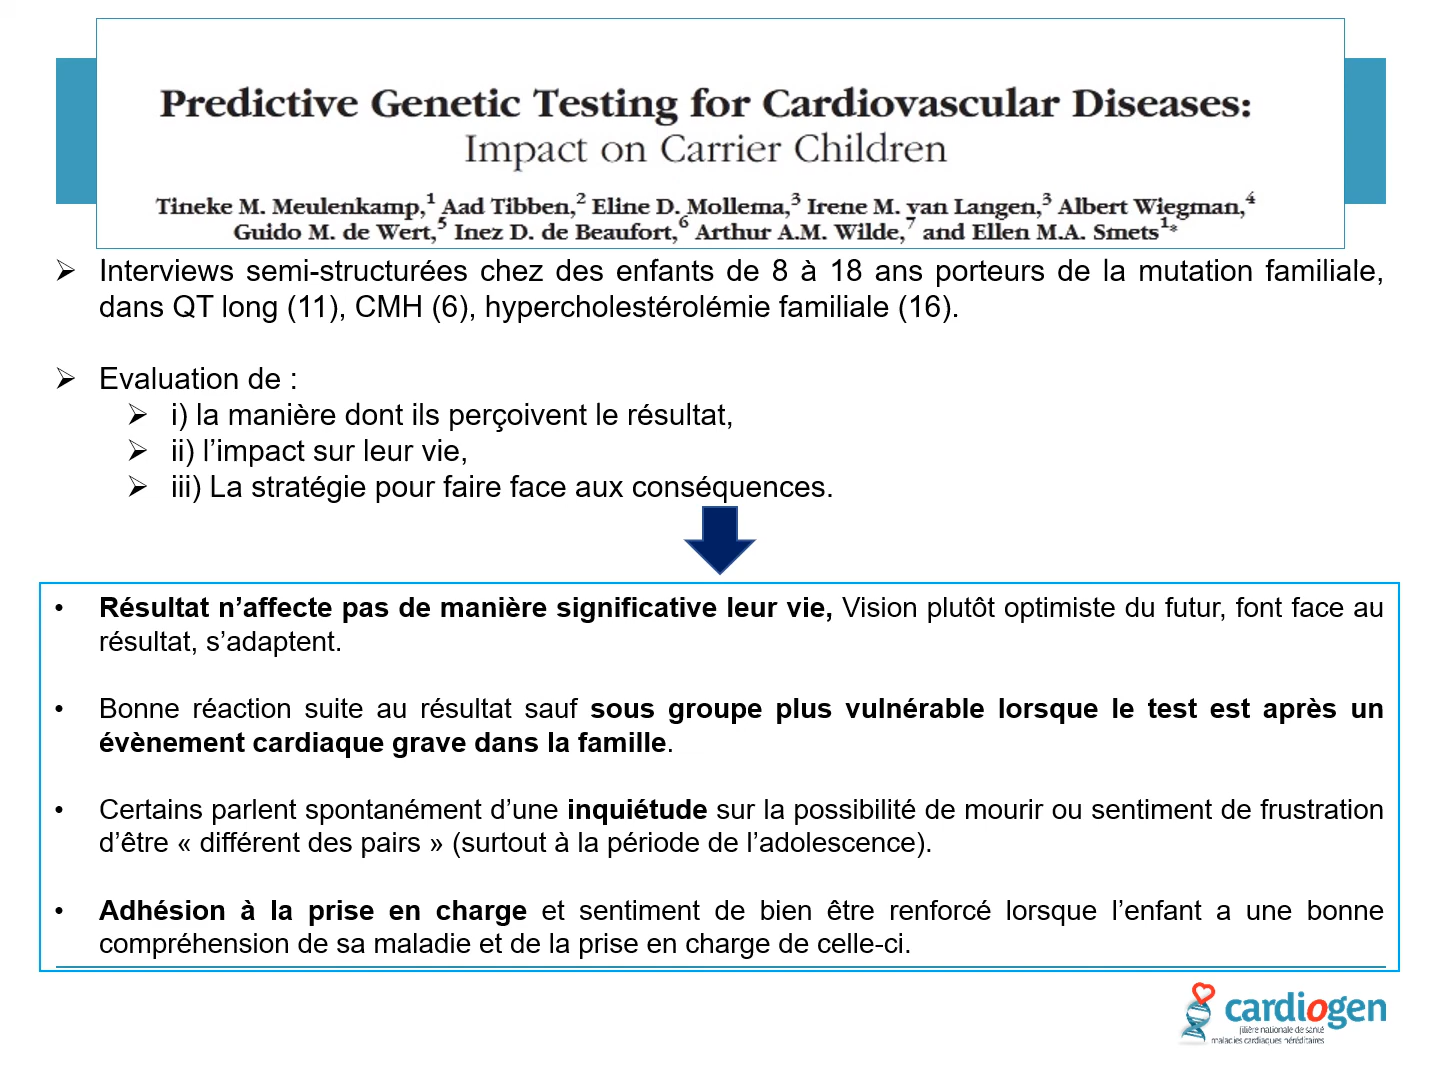 Predictive Genetic Testing for Cardiovascular Diseases:
Impact on Carrier Children
Tineke M. Meulenkamp,1 Aad Tibben,2 Eline D. Mollema,3 Irene M. van Langen,3 Albert Wiegman,4
Guido M. de Wert,5 Inez D. de Beaufort,6 Arthur A.M. Wilde,7 and Ellen M.A. Smets1*
➢ Interviews semi-structurées chez des enfants de 8 à 18 ans porteurs de la mutation familiale,
dans QT long (11), CMH (6), hypercholestérolémie familiale (16).
➢ Evaluation de :
➢ i) la manière dont ils perçoivent le résultat,
➢ ii) l’impact sur leur vie,
➢ iii) La stratégie pour faire face aux conséquences.
• Résultat n’affecte pas de manière significative leur vie, Vision plutôt optimiste du futur, font face au
résultat, s’adaptent.
• Bonne réaction suite au résultat sauf sous groupe plus vulnérable lorsque le test est après un
évènement cardiaque grave dans la famille.
• Certains parlent spontanément d’une inquiétude sur la possibilité de mourir ou sentiment de frustration
d’être « différent des pairs » (surtout à la période de l’adolescence).
• Adhésion à la prise en charge et sentiment de bien être renforcé lorsque l’enfant a une bonne
compréhension de sa maladie et de la prise en charge de celle-ci.
cardiogen
filière nationale de santé
maladies cardiaques héréditaires